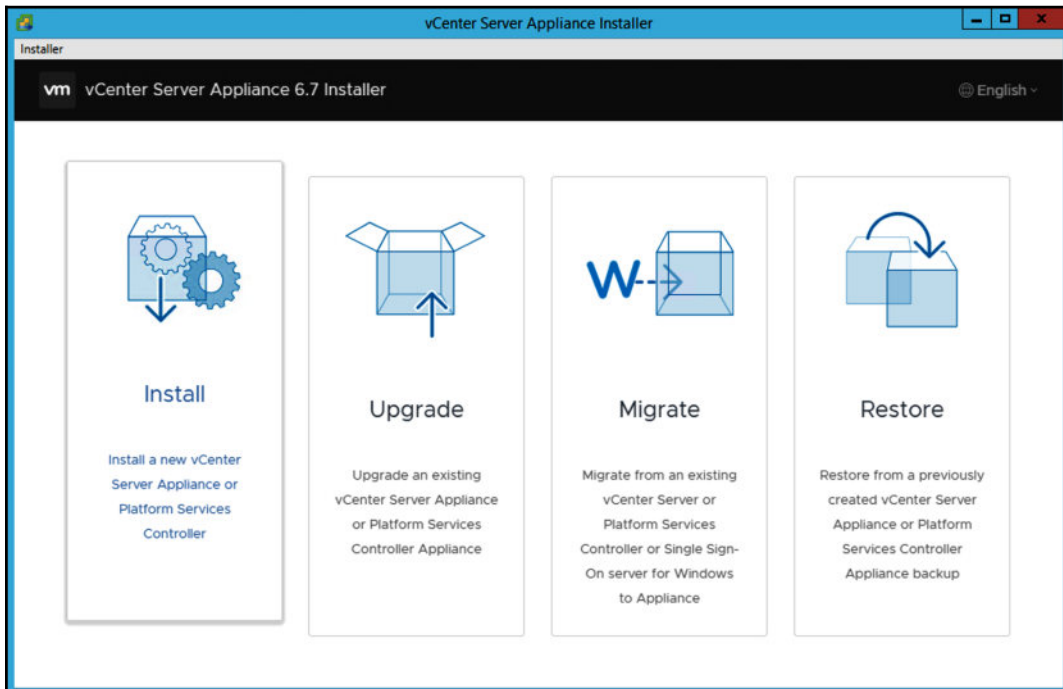 vCenter Server Appliance Installer
Installer
vm vCenter Server Appliance 6.7 Installer
English
Install
Install a new vCenter
Server Appliance or
Platform Services
Controller
Upgrade
Upgrade an existing
vCenter Server Appliance
or Platform Services
Controller Appliance
W
Migrate
Migrate from an existing
vCenter Server or
Platform Services
Controller or Single Sign-
On server for Windows
to Appliance
Restore
Restore from a previously
created vCenter Server
Appliance or Platform
Services Controller
Appliance backup